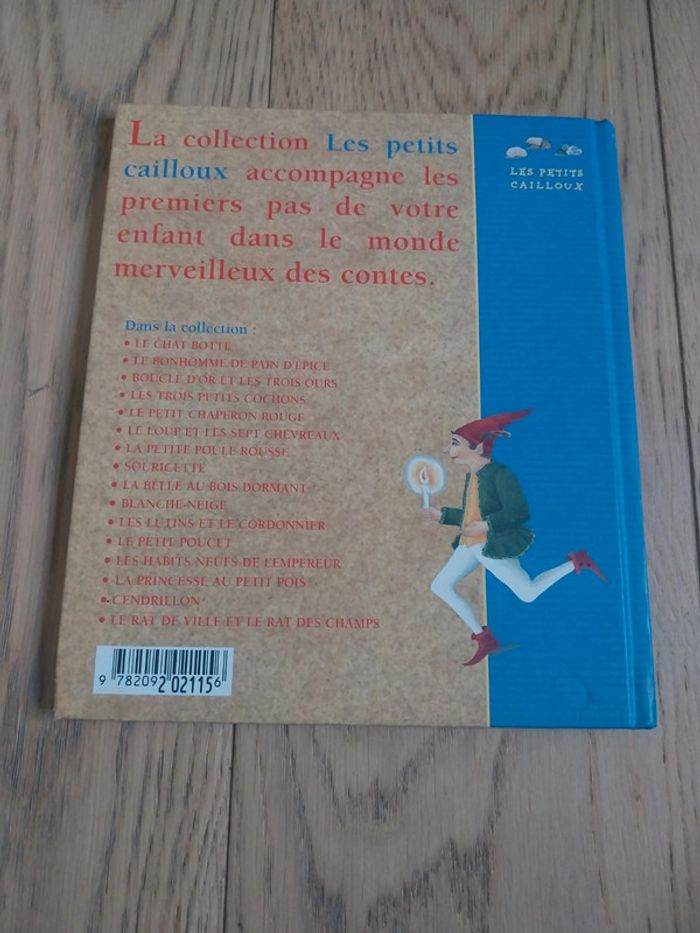 La collection Les petits
cailloux accompagne les
premiers pas de votre
enfant dans le monde
merveilleux des contes.
LES PETITS
CAILLOUX
Dans la collection :
• LE CHAT BOTTÉ
• LE BONHOMME DE PAIN D'ÉPICE
• BOUCLE D'OR ET LES TROIS OURS
• LES TROIS PETITS COCHONS
• LE PETIT CHAPERON ROUGE
• LE LOUP ET LES SEPT CHEVREAUX
• LA PETITE POULE ROUSSE
• SOURICETTE
• LA BELLE AU BOIS DORMANT
• BLANCHE-NEIGE
• LES LUTINS ET LE CORDONNIER
• LE PETIT POUCET
• LES HABITS NEUFS DE L'EMPEREUR
• LA PRINCESSE AU PETIT POIS
• CENDRILLON
• LE RAT DE VILLE ET LE RAT DES CHAMPS
9 782092 021156